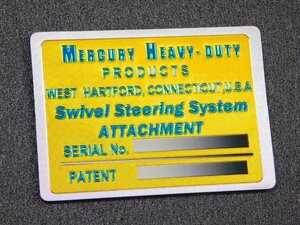 MERCURY HEAVY-DUTY
PRODUCTS
WEST HARTFORD, CONNECTICUT, U.S.A
Swivel Steering System
ATTACHMENT
SERIAL No.
PATENT